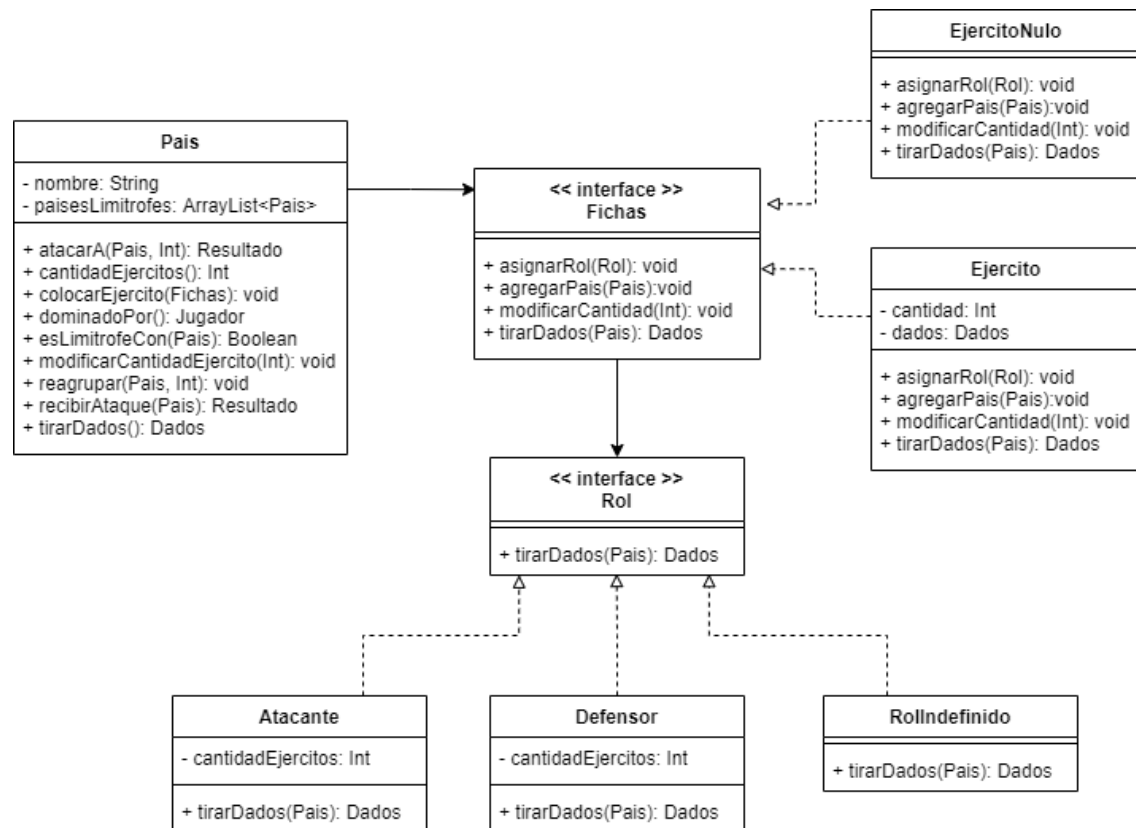 EjercitoNulo
+ asignarRol(Rol): void
+ agregarPais(Pais):void
+ modificarCantidad(Int): void
+ tirarDados(Pais): Dados
Pais
- nombre: String
- paisesLimitrofes: ArrayList<Pais>
+ atacarA(Pais, Int): Resultado
+ cantidadEjercitos(): Int
+ colocarEjercito(Fichas): void
+ dominadoPor(): Jugador
+ esLimitrofeCon(Pais): Boolean
+ modificarCantidadEjercito(Int): void
+ reagrupar(Pais, Int): void
+ recibirAtaque(Pais): Resultado
+ tirarDados(): Dados
<< interface >>
Fichas
+ asignarRol(Rol): void
+ agregarPais(Pais):void
+ modificarCantidad(Int): void
+ tirarDados(Pais): Dados
Ejercito
- cantidad: Int
- dados: Dados
+ asignarRol(Rol): void
+ agregarPais(Pais):void
+ modificarCantidad(Int): void
+ tirarDados(Pais): Dados
<< interface >>
Rol
+ tirarDados(Pais): Dados
Atacante
- cantidadEjercitos: Int
+ tirarDados(Pais): Dados
Defensor
- cantidadEjercitos: Int
+ tirarDados(Pais): Dados
RolIndefinido
+ tirarDados(Pais): Dados